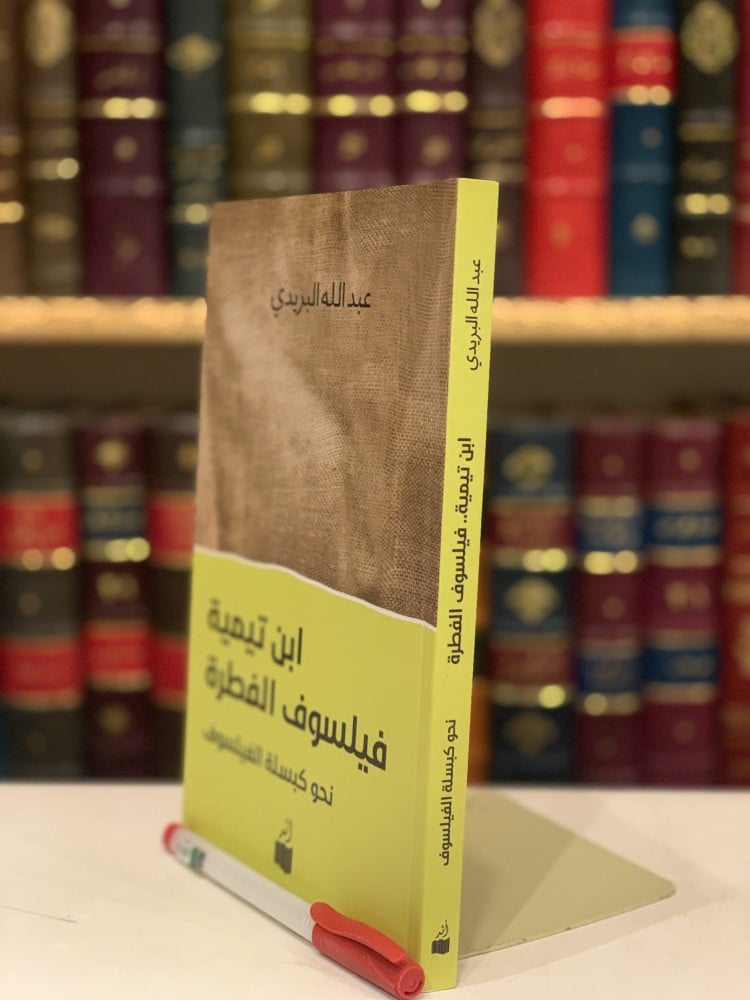 عبد الله البريدي
ابن تيمية
فيلسوف الفطرة
نحو كبسلة الفيلسوف
عبد الله البريدي
ابن تيمية.. فيلسوف الفطرة
نحو كبسلة الفيلسوف